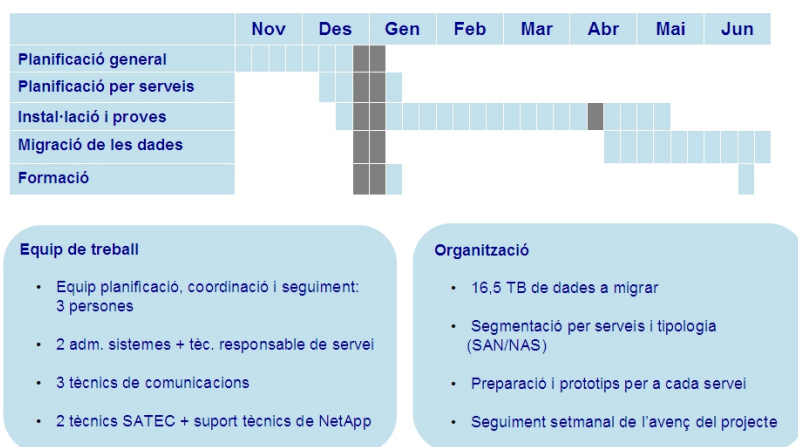 Nov Des Gen Feb Mar Abr Mai Jun
Planificació general
Planificació per serveis
Instal·lació i proves
Migració de les dades
Formació
Equip de treball
• Equip planificació, coordinació i seguiment:
3 persones
• 2 adm. sistemes + tèc. responsable de servei
• 3 tècnics de comunicacions
• 2 tècnics SATEC + suport tècnics de NetApp
Organització
• 16,5 TB de dades a migrar
• Segmentació per serveis i tipologia
(SAN/NAS)
• Preparació i prototips per a cada servei
• Seguiment setmanal de l'avenç del projecte